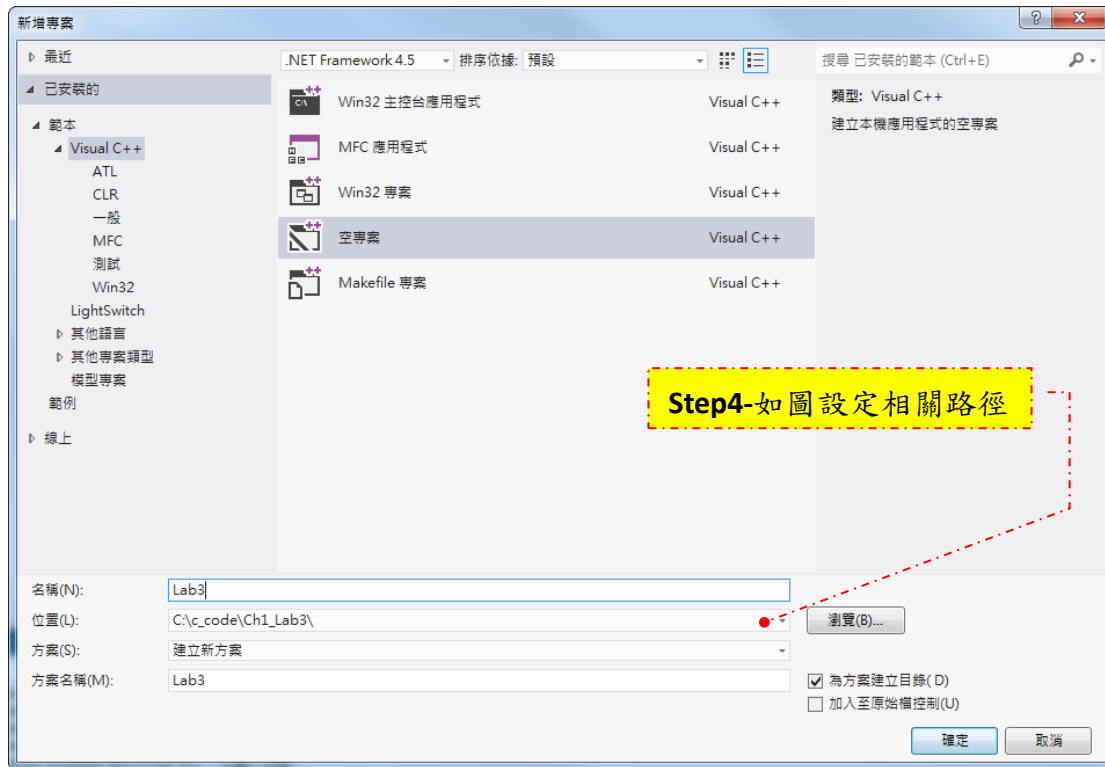 新增專案
最近
.NET Framework 4.5 排序依據: 預設
搜尋 已安裝的範本 (Ctrl+E)
已安裝的
範本
Visual C++
ATL
CLR
一般
MFC
測試
Win32
LightSwitch
其他語言
其他專案類型
模型專案
範例
線上
Win32 主控台應用程式 Visual C++
MFC 應用程式 Visual C++
Win32 專案 Visual C++
空專案 Visual C++
Makefile 專案 Visual C++
類型: Visual C++
建立本機應用程式的空專案
Step4-如圖設定相關路徑
名稱(N): Lab3
位置(L): C:\c_code\Ch1_Lab3\ 瀏覽(B)...
方案(S): 建立新方案
方案名稱(M): Lab3
為方案建立目錄(D)
加入至原始檔控制(U)
確定 取消